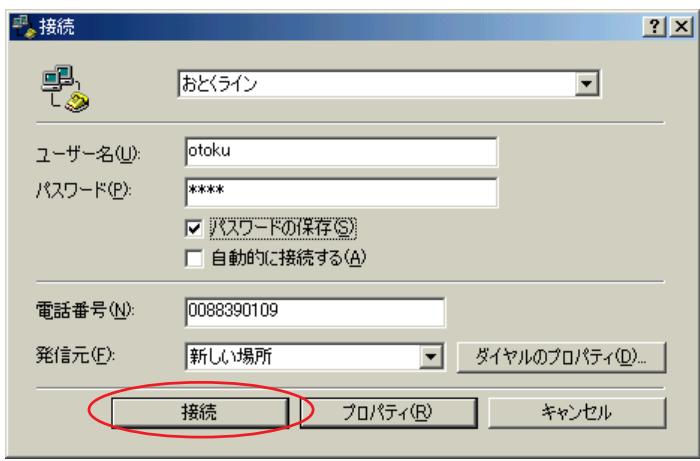 接続
おとくライン
ユーザー名(U):
otoku
パスワード(P):
****
パスワードの保存(S)
自動的に接続する(A)
電話番号(N):
0088390109
発信元(F):
新しい場所
ダイヤルのプロパティ(D)...
接続
プロパティ(R)
キャンセル